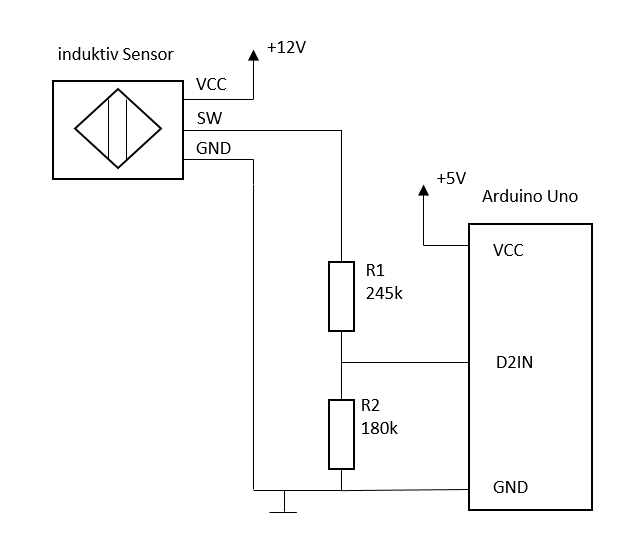 induktiv Sensor
+12V
VCC
SW
GND
+5V
Arduino Uno
VCC
R1
245k
D2IN
R2
180k
GND